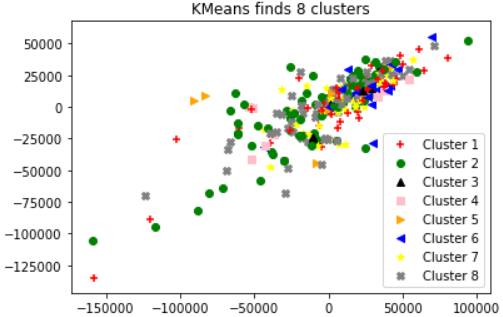 KMeans finds 8 clusters
50000
25000
0
−25000
−50000
−75000
−100000
−125000
Cluster 1
Cluster 2
Cluster 3
Cluster 4
Cluster 5
Cluster 6
Cluster 7
Cluster 8
−150000 −100000 −50000 0 50000 100000